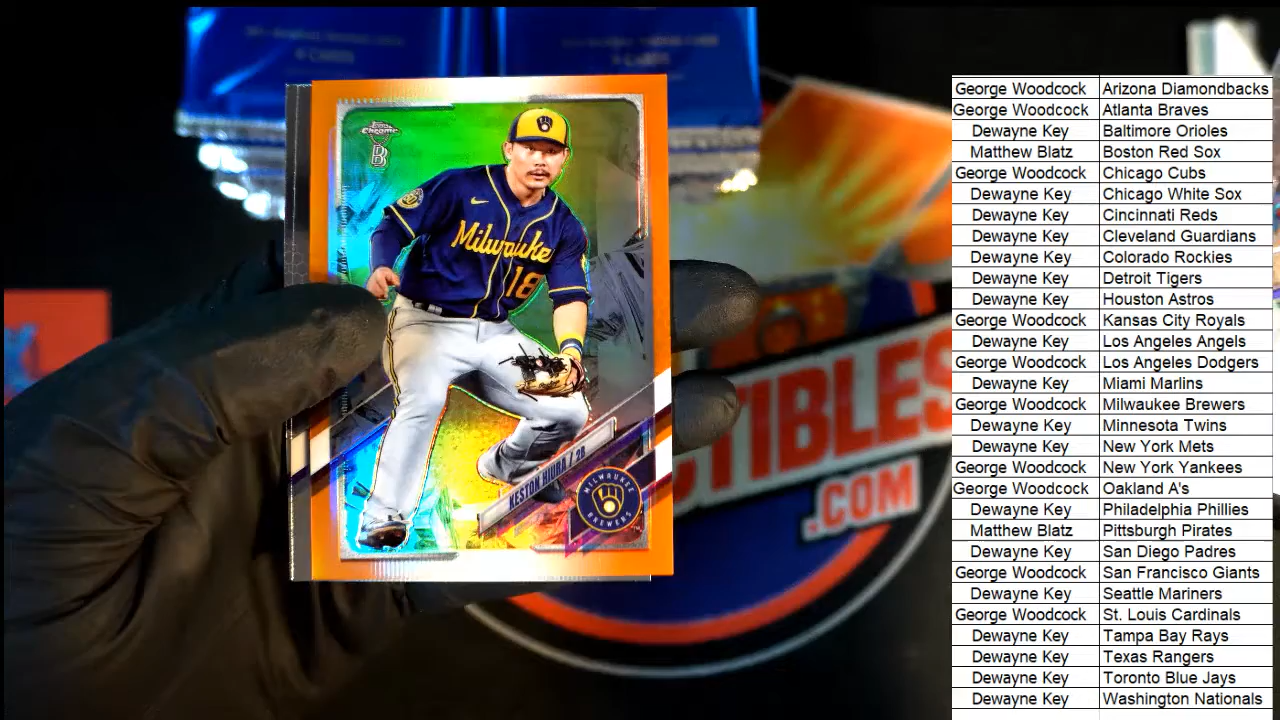 Topps
Chrome
B
Milwaukee
18
KESTON HIURA / 2B
MILWAUKEE
BREWERS
CTIBLES
.COM
George Woodcock Arizona Diamondbacks
George Woodcock Atlanta Braves
Dewayne Key Baltimore Orioles
Matthew Blatz Boston Red Sox
George Woodcock Chicago Cubs
Dewayne Key Chicago White Sox
Dewayne Key Cincinnati Reds
Dewayne Key Cleveland Guardians
Dewayne Key Colorado Rockies
Dewayne Key Detroit Tigers
Dewayne Key Houston Astros
George Woodcock Kansas City Royals
Dewayne Key Los Angeles Angels
George Woodcock Los Angeles Dodgers
Dewayne Key Miami Marlins
George Woodcock Milwaukee Brewers
Dewayne Key Minnesota Twins
Dewayne Key New York Mets
George Woodcock New York Yankees
George Woodcock Oakland A's
Dewayne Key Philadelphia Phillies
Matthew Blatz Pittsburgh Pirates
Dewayne Key San Diego Padres
George Woodcock San Francisco Giants
Dewayne Key Seattle Mariners
George Woodcock St. Louis Cardinals
Dewayne Key Tampa Bay Rays
Dewayne Key Texas Rangers
Dewayne Key Toronto Blue Jays
Dewayne Key Washington Nationals